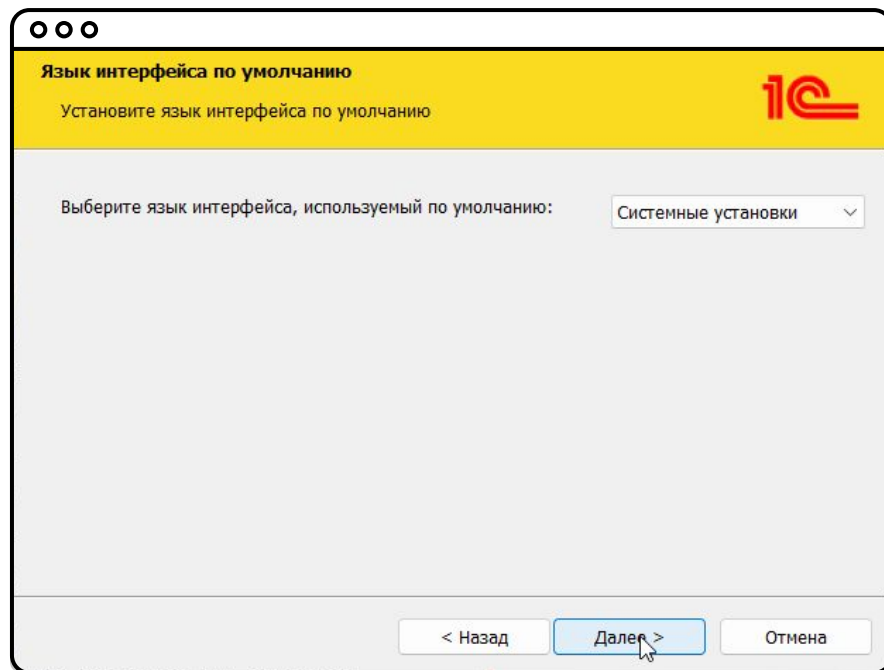 Язык интерфейса по умолчанию
Установите язык интерфейса по умолчанию
1С
Выберите язык интерфейса, используемый по умолчанию: Системные установки
< Назад Далее > Отмена